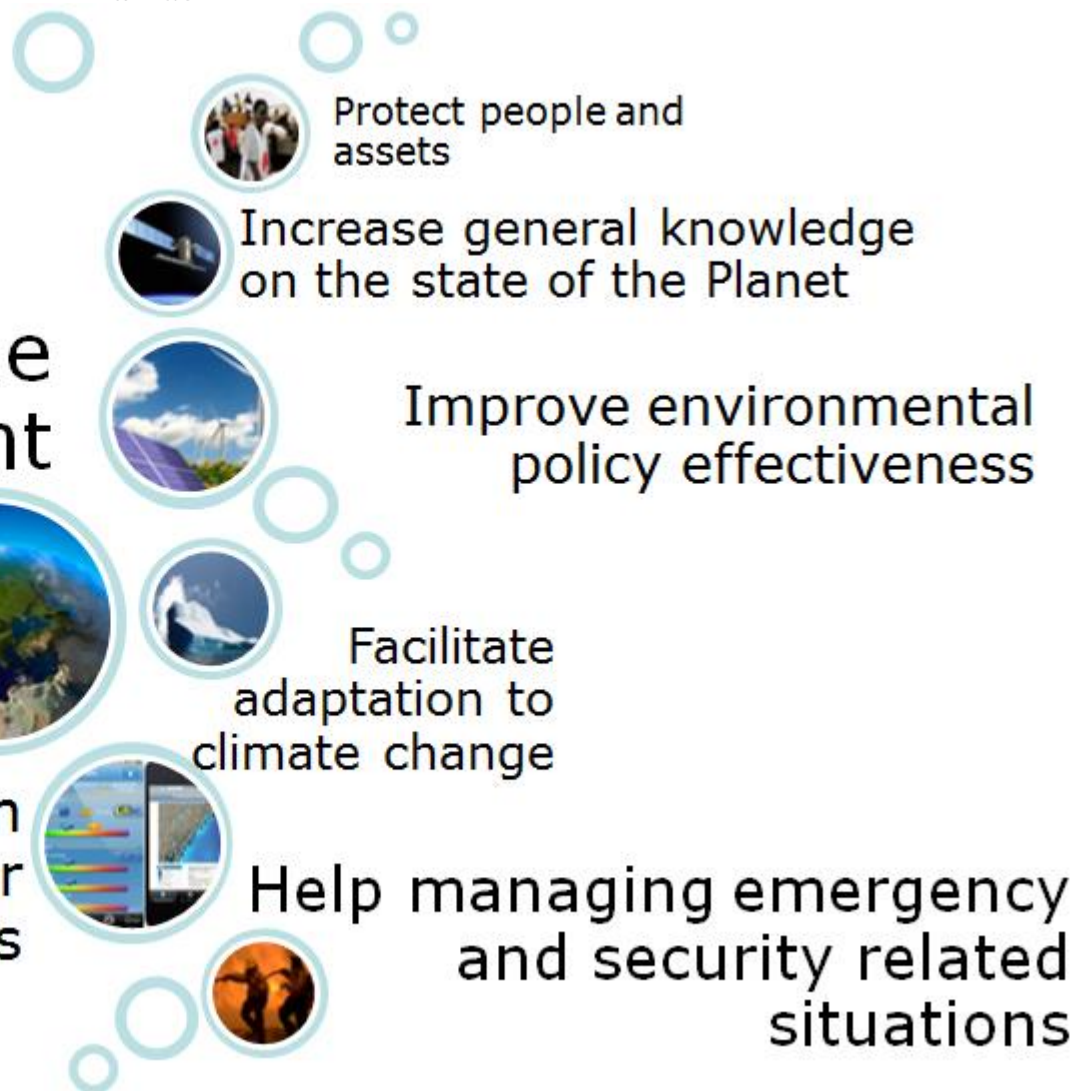 Protect people and
assets
Increase general knowledge
on the state of the Planet
e
nt
Improve environmental
policy effectiveness
Facilitate
adaptation to
climate change
n
r
s
Help managing emergency
and security related
situations